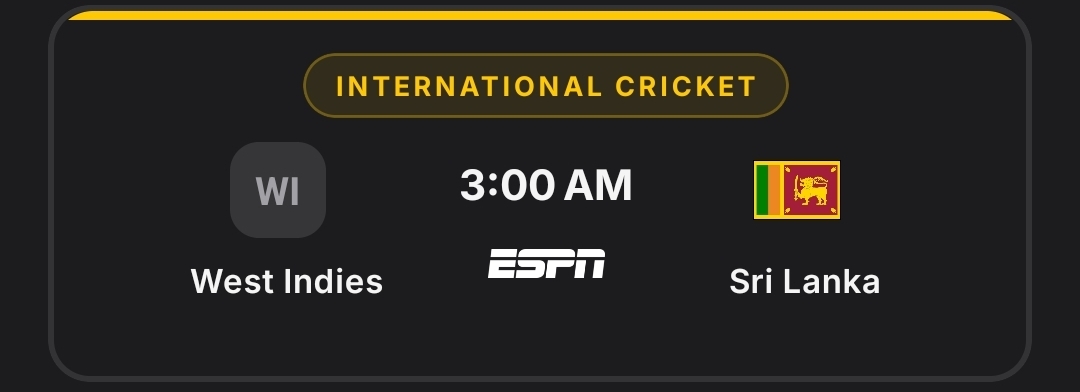 INTERNATIONAL CRICKET
WI
3:00 AM
ESPN
West Indies
Sri Lanka